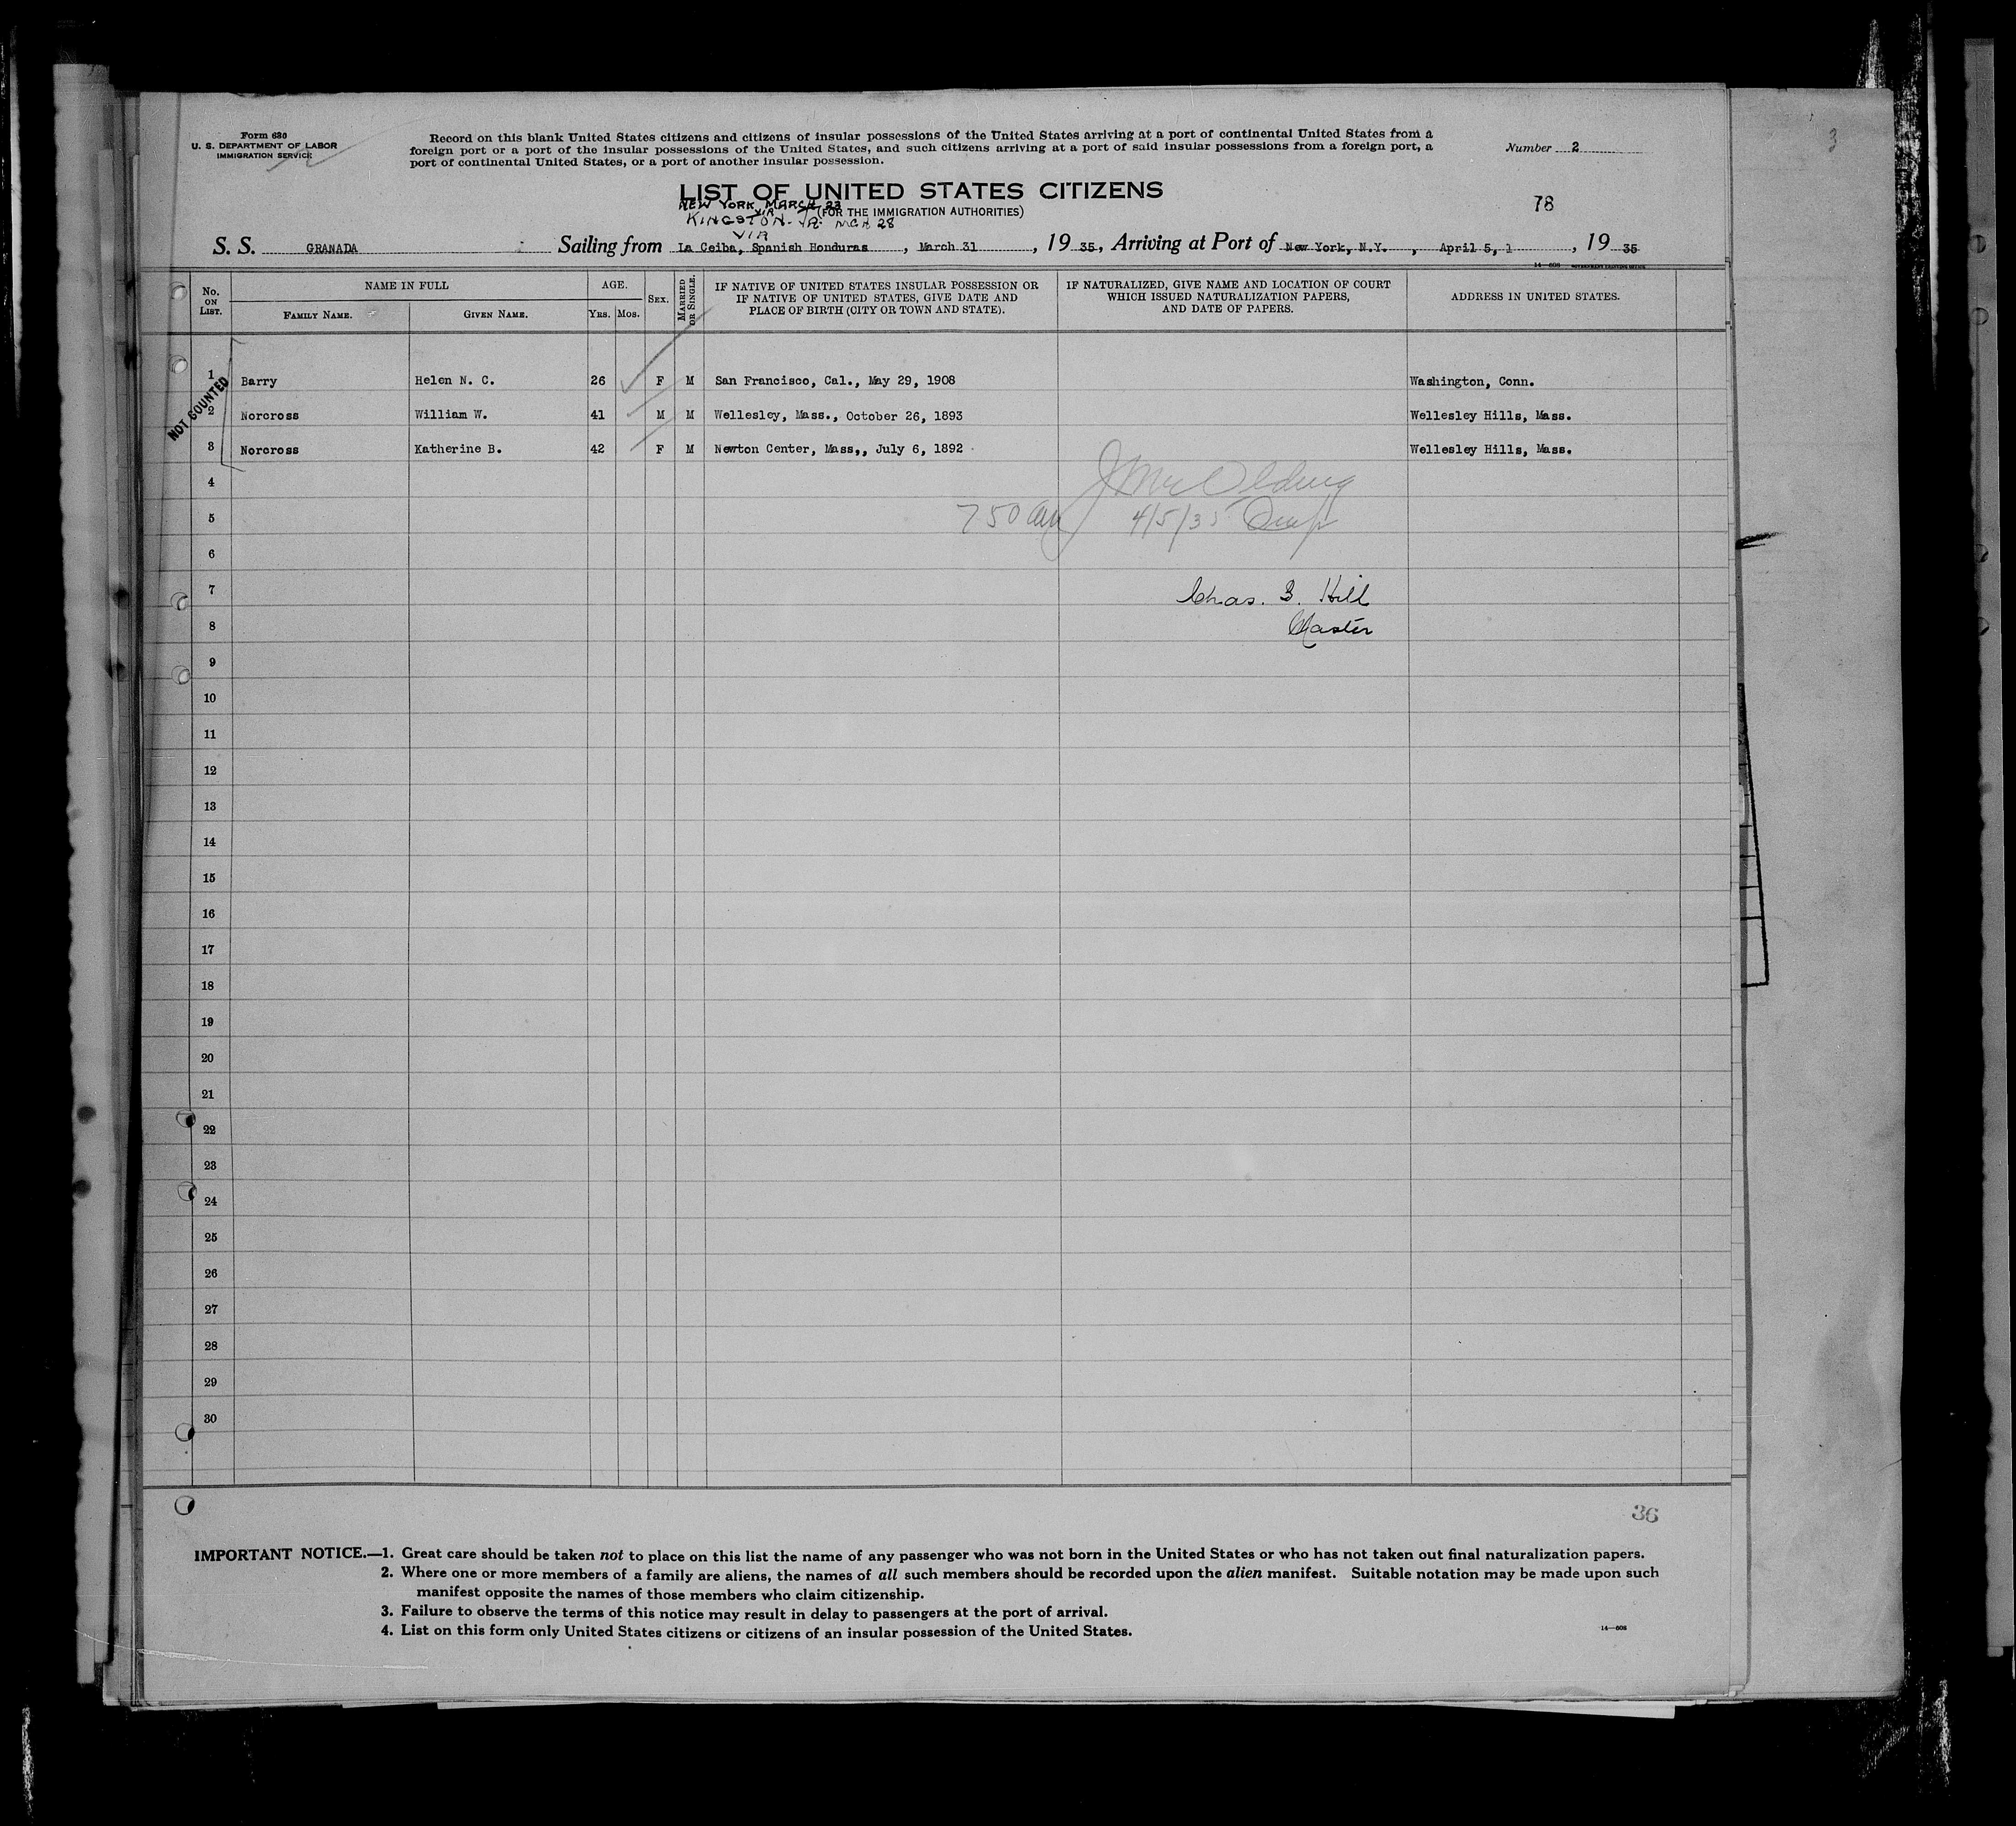 Form 630
U. S. DEPARTMENT OF LABOR
IMMIGRATION SERVICE
Record on this blank United States citizens and citizens of insular possessions of the United States arriving at a port of continental United States from a
foreign port or a port of the insular possessions of the United States, and such citizens arriving at a port of said insular possessions from a foreign port, a
port of continental United States, or a port of another insular possession.
Number 2
3
LIST OF UNITED STATES CITIZENS
(FOR THE IMMIGRATION AUTHORITIES)
78
NEW YORK, MARCH 23
VIA
KINGSTON. JA. MCH 28
VIA
S. S. GRANADA Sailing from La Ceiba, Spanish Honduras, March 31, 19 35, Arriving at Port of New York, N.Y., April 5, 1, 19 35
14—608 GOVERNMENT PRINTING OFFICE
No. ON LIST. NAME IN FULL AGE. SEX. MARRIED OR SINGLE. IF NATIVE OF UNITED STATES INSULAR POSSESSION OR IF NATIVE OF UNITED STATES, GIVE DATE AND PLACE OF BIRTH (CITY OR TOWN AND STATE). IF NATURALIZED, GIVE NAME AND LOCATION OF COURT WHICH ISSUED NATURALIZATION PAPERS, AND DATE OF PAPERS. ADDRESS IN UNITED STATES.
FAMILY NAME. GIVEN NAME. YRS. MOS.
NOT COUNTED
1 Barry Helen N. C. 26 F M San Francisco, Cal., May 29, 1908 Washington, Conn.
2 Norcross William W. 41 M M Wellesley, Mass., October 26, 1893 Wellesley Hills, Mass.
3 Norcross Katherine B. 42 F M Newton Center, Mass,, July 6, 1892 Wellesley Hills, Mass.
4
5 750 am 4/5/35
6
7 Chas. S. Hill
8 Master
9
10
11
12
13
14
15
16
17
18
19
20
21
22
23
24
25
26
27
28
29
30
36
IMPORTANT NOTICE.—1. Great care should be taken not to place on this list the name of any passenger who was not born in the United States or who has not taken out final naturalization papers.
2. Where one or more members of a family are aliens, the names of all such members should be recorded upon the alien manifest. Suitable notation may be made upon such
manifest opposite the names of those members who claim citizenship.
3. Failure to observe the terms of this notice may result in delay to passengers at the port of arrival.
4. List on this form only United States citizens or citizens of an insular possession of the United States.
14—608